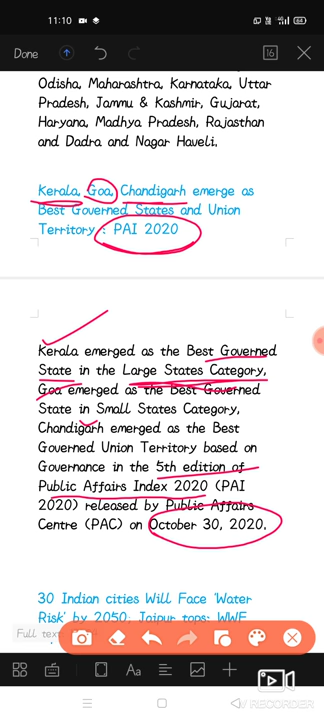 11:10
64
Done
16
Odisha, Maharashtra, Karnataka, Uttar
Pradesh, Jammu & Kashmir, Gujarat,
Haryana, Madhya Pradesh, Rajasthan
and Dadra and Nagar Haveli.
Kerala, Goa, Chandigarh emerge as
Best Governed States and Union
Territory : PAI 2020
Kerala emerged as the Best Governed
State in the Large States Category,
Goa emerged as the Best Governed
State in Small States Category,
Chandigarh emerged as the Best
Governed Union Territory based on
Governance in the 5th edition of
Public Affairs Index 2020 (PAI
2020) released by Public Affairs
Centre (PAC) on October 30, 2020.
30 Indian cities Will Face 'Water
Risk' by 2050; Jaipur tops: WWF
Full text
Aa
RECORDER